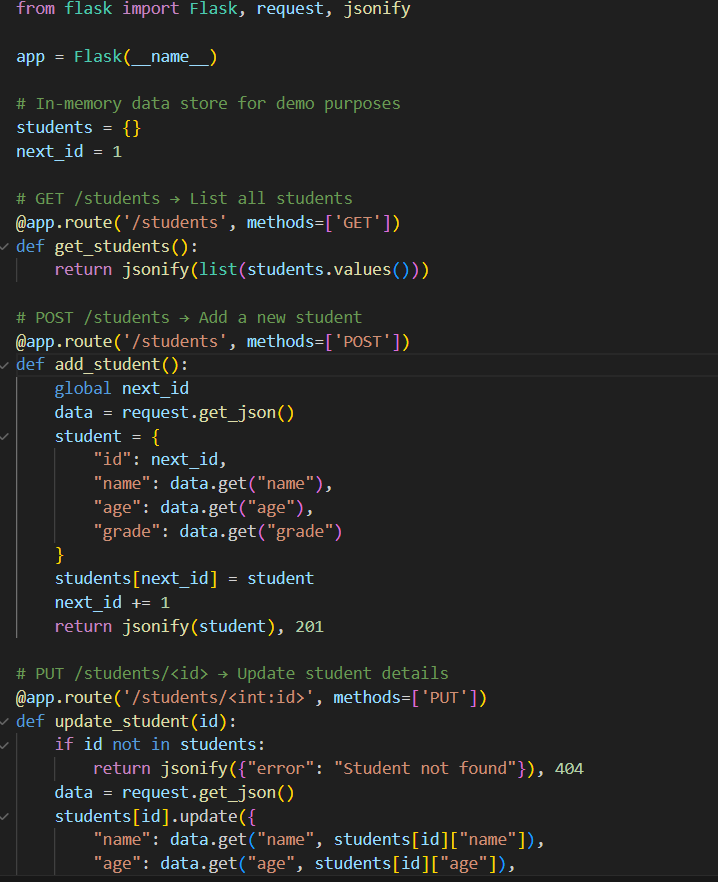 from flask import Flask, request, jsonify
app = Flask(__name__)
# In-memory data store for demo purposes
students = {}
next_id = 1
# GET /students → List all students
@app.route('/students', methods=['GET'])
def get_students():
    return jsonify(list(students.values()))
# POST /students → Add a new student
@app.route('/students', methods=['POST'])
def add_student():
    global next_id
    data = request.get_json()
    student = {
        "id": next_id,
        "name": data.get("name"),
        "age": data.get("age"),
        "grade": data.get("grade")
    }
    students[next_id] = student
    next_id += 1
    return jsonify(student), 201
# PUT /students/<id> → Update student details
@app.route('/students/<int:id>', methods=['PUT'])
def update_student(id):
    if id not in students:
        return jsonify({"error": "Student not found"}), 404
    data = request.get_json()
    students[id].update({
        "name": data.get("name", students[id]["name"]),
        "age": data.get("age", students[id]["age"]),